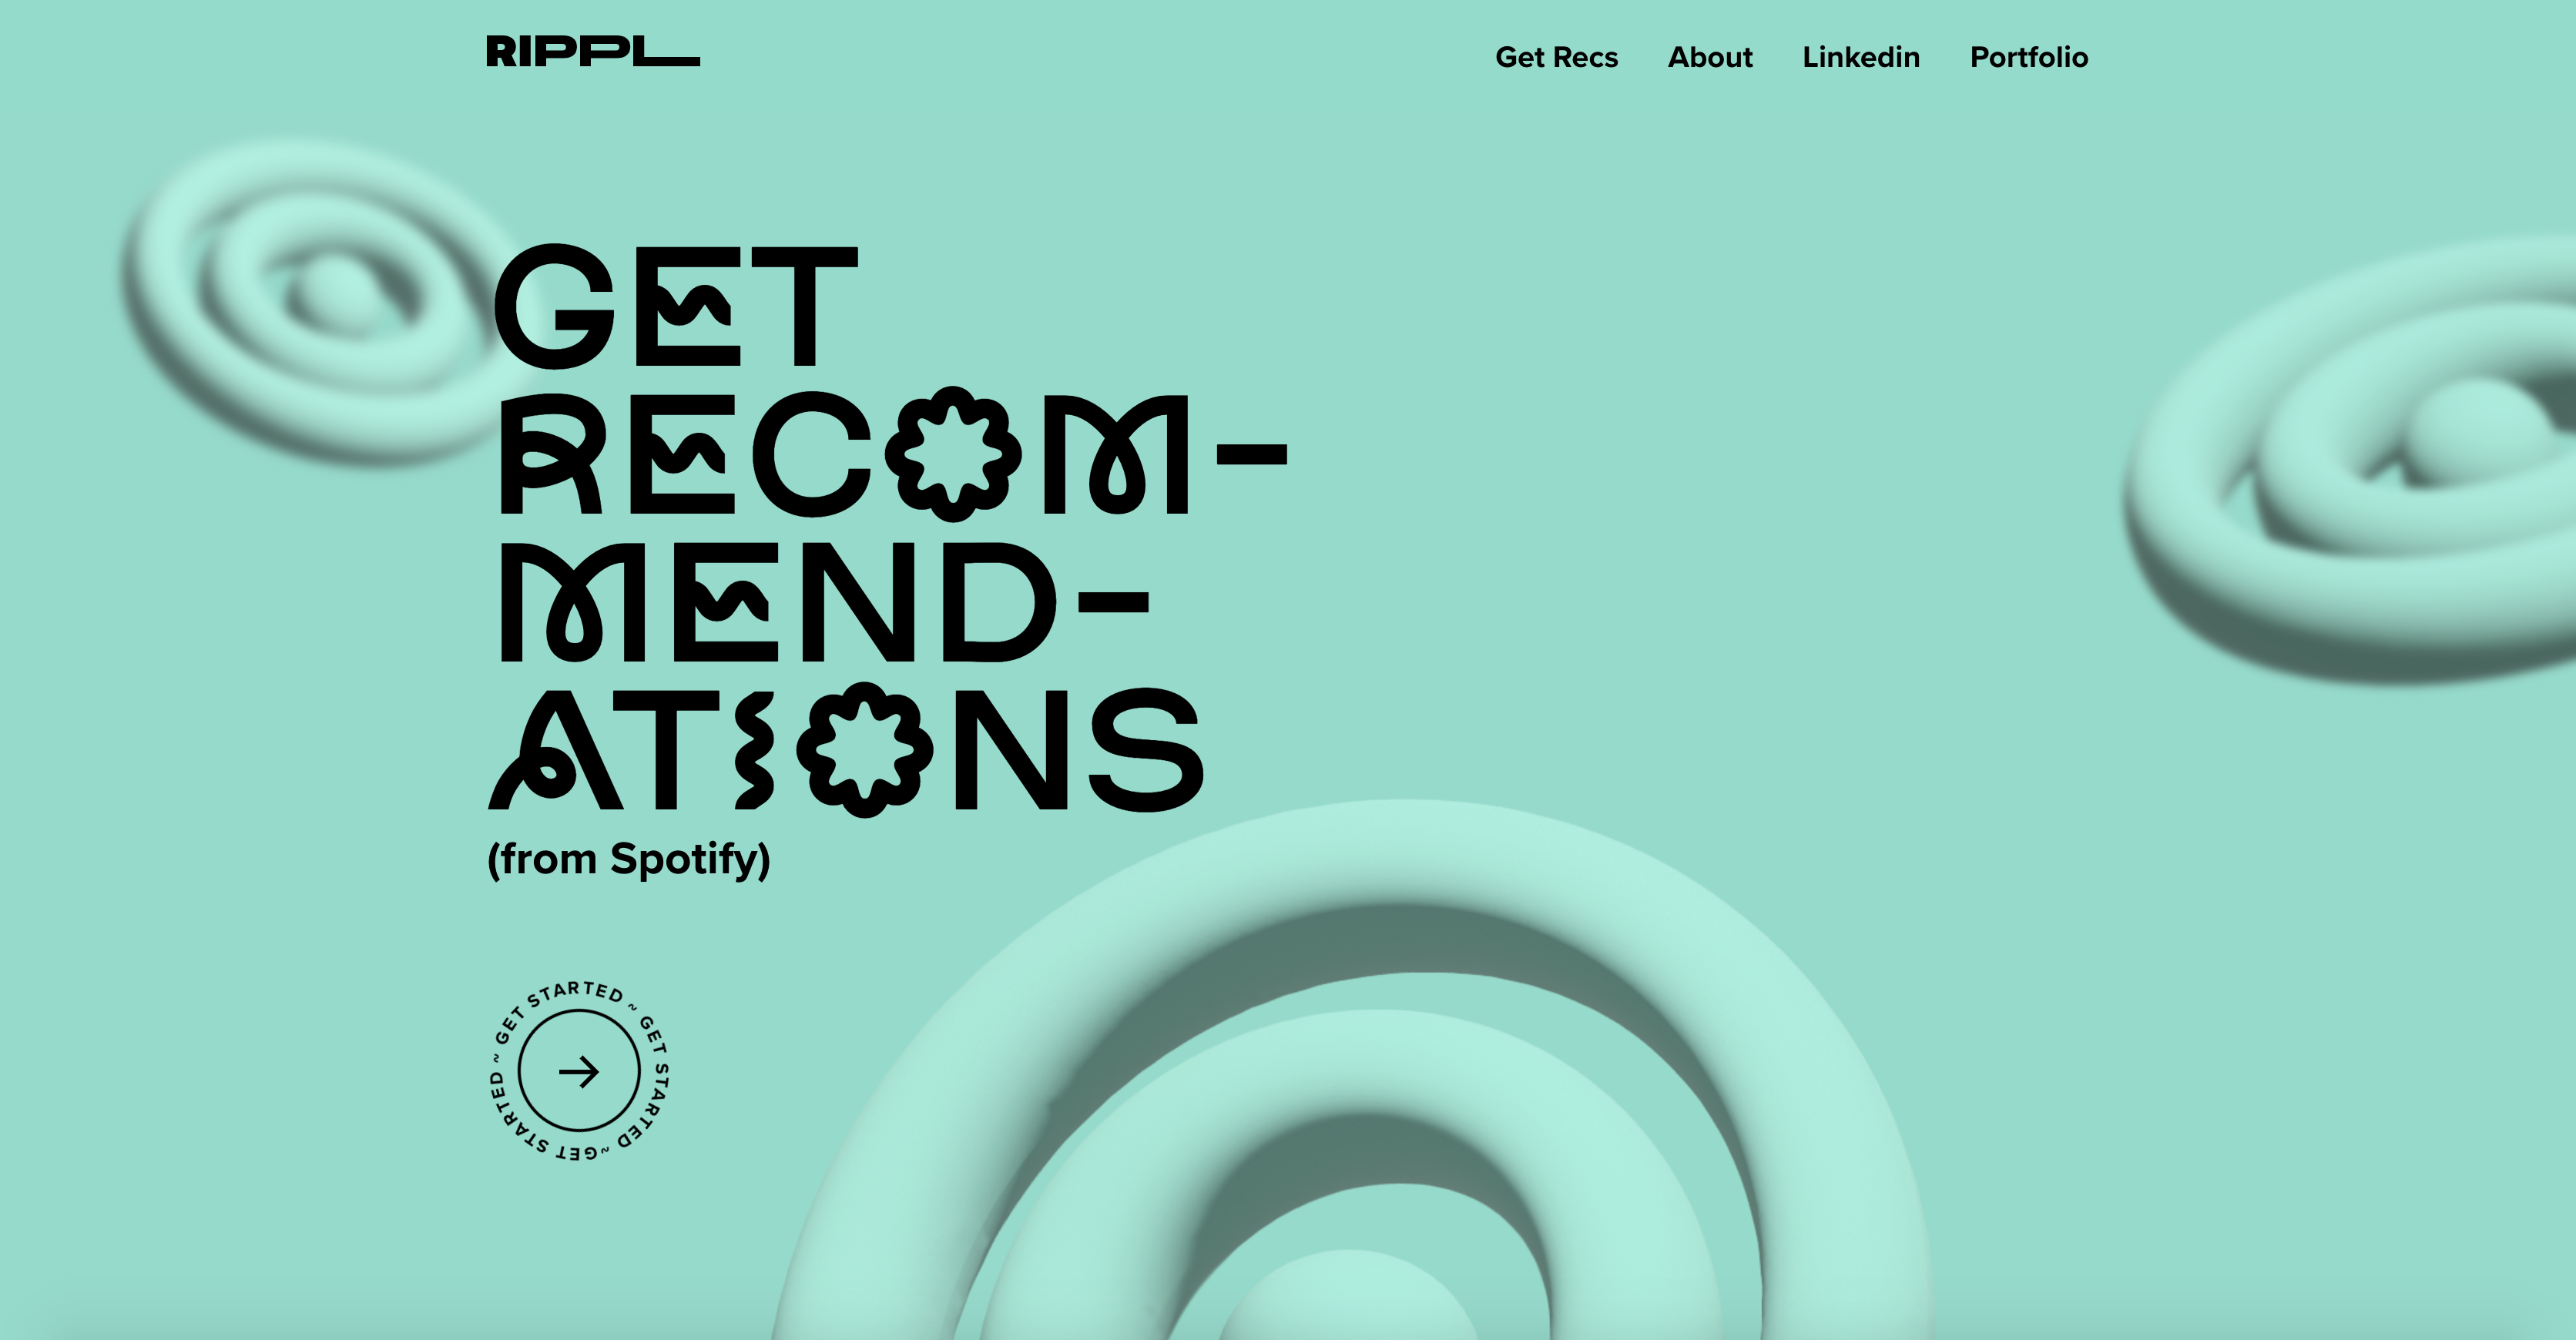 RIPPL
Get Recs
About
Linkedin
Portfolio
GET
RECOM-
MEND-
ATIONS
(from Spotify)
GET STARTED ~ GET STARTED ~ GET STARTED ~